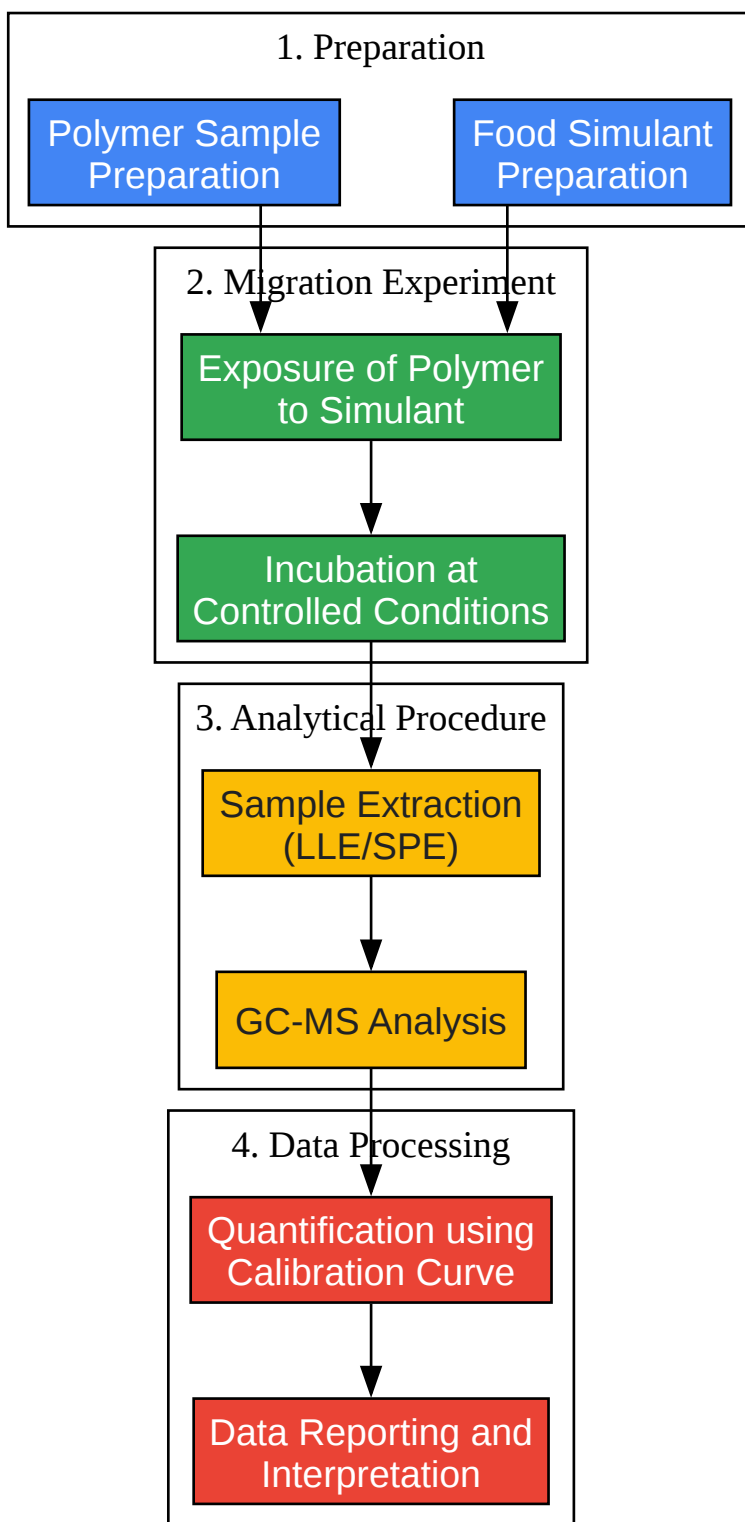 1. Preparation
Polymer Sample
Preparation
Food Simulant
Preparation
2. Migration Experiment
Exposure of Polymer
to Simulant
Incubation at
Controlled Conditions
3. Analytical Procedure
Sample Extraction
(LLE/SPE)
GC-MS Analysis
4. Data Processing
Quantification using
Calibration Curve
Data Reporting and
Interpretation